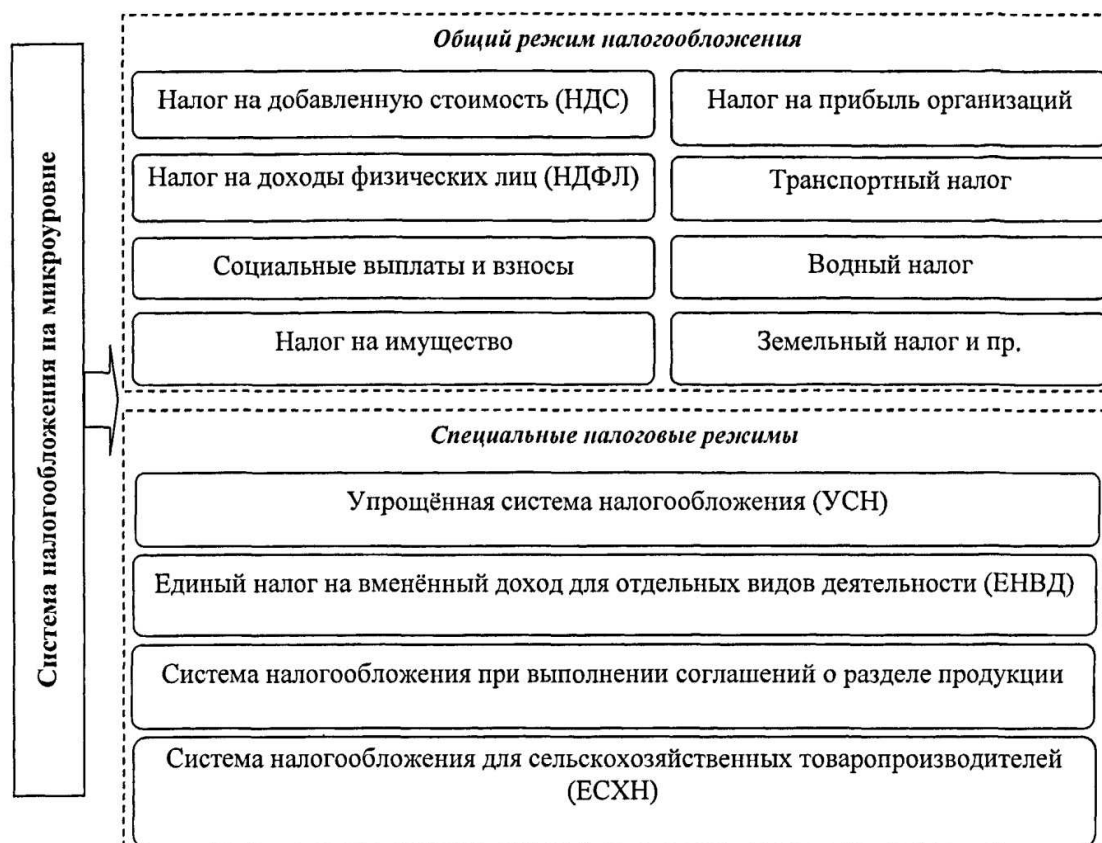 Система налогообложения на микроуровне
Общий режим налогообложения
Налог на добавленную стоимость (НДС)
Налог на прибыль организаций
Налог на доходы физических лиц (НДФЛ)
Транспортный налог
Социальные выплаты и взносы
Водный налог
Налог на имущество
Земельный налог и пр.
Специальные налоговые режимы
Упрощённая система налогообложения (УСН)
Единый налог на вменённый доход для отдельных видов деятельности (ЕНВД)
Система налогообложения при выполнении соглашений о разделе продукции
Система налогообложения для сельскохозяйственных товаропроизводителей
(ЕСХН)